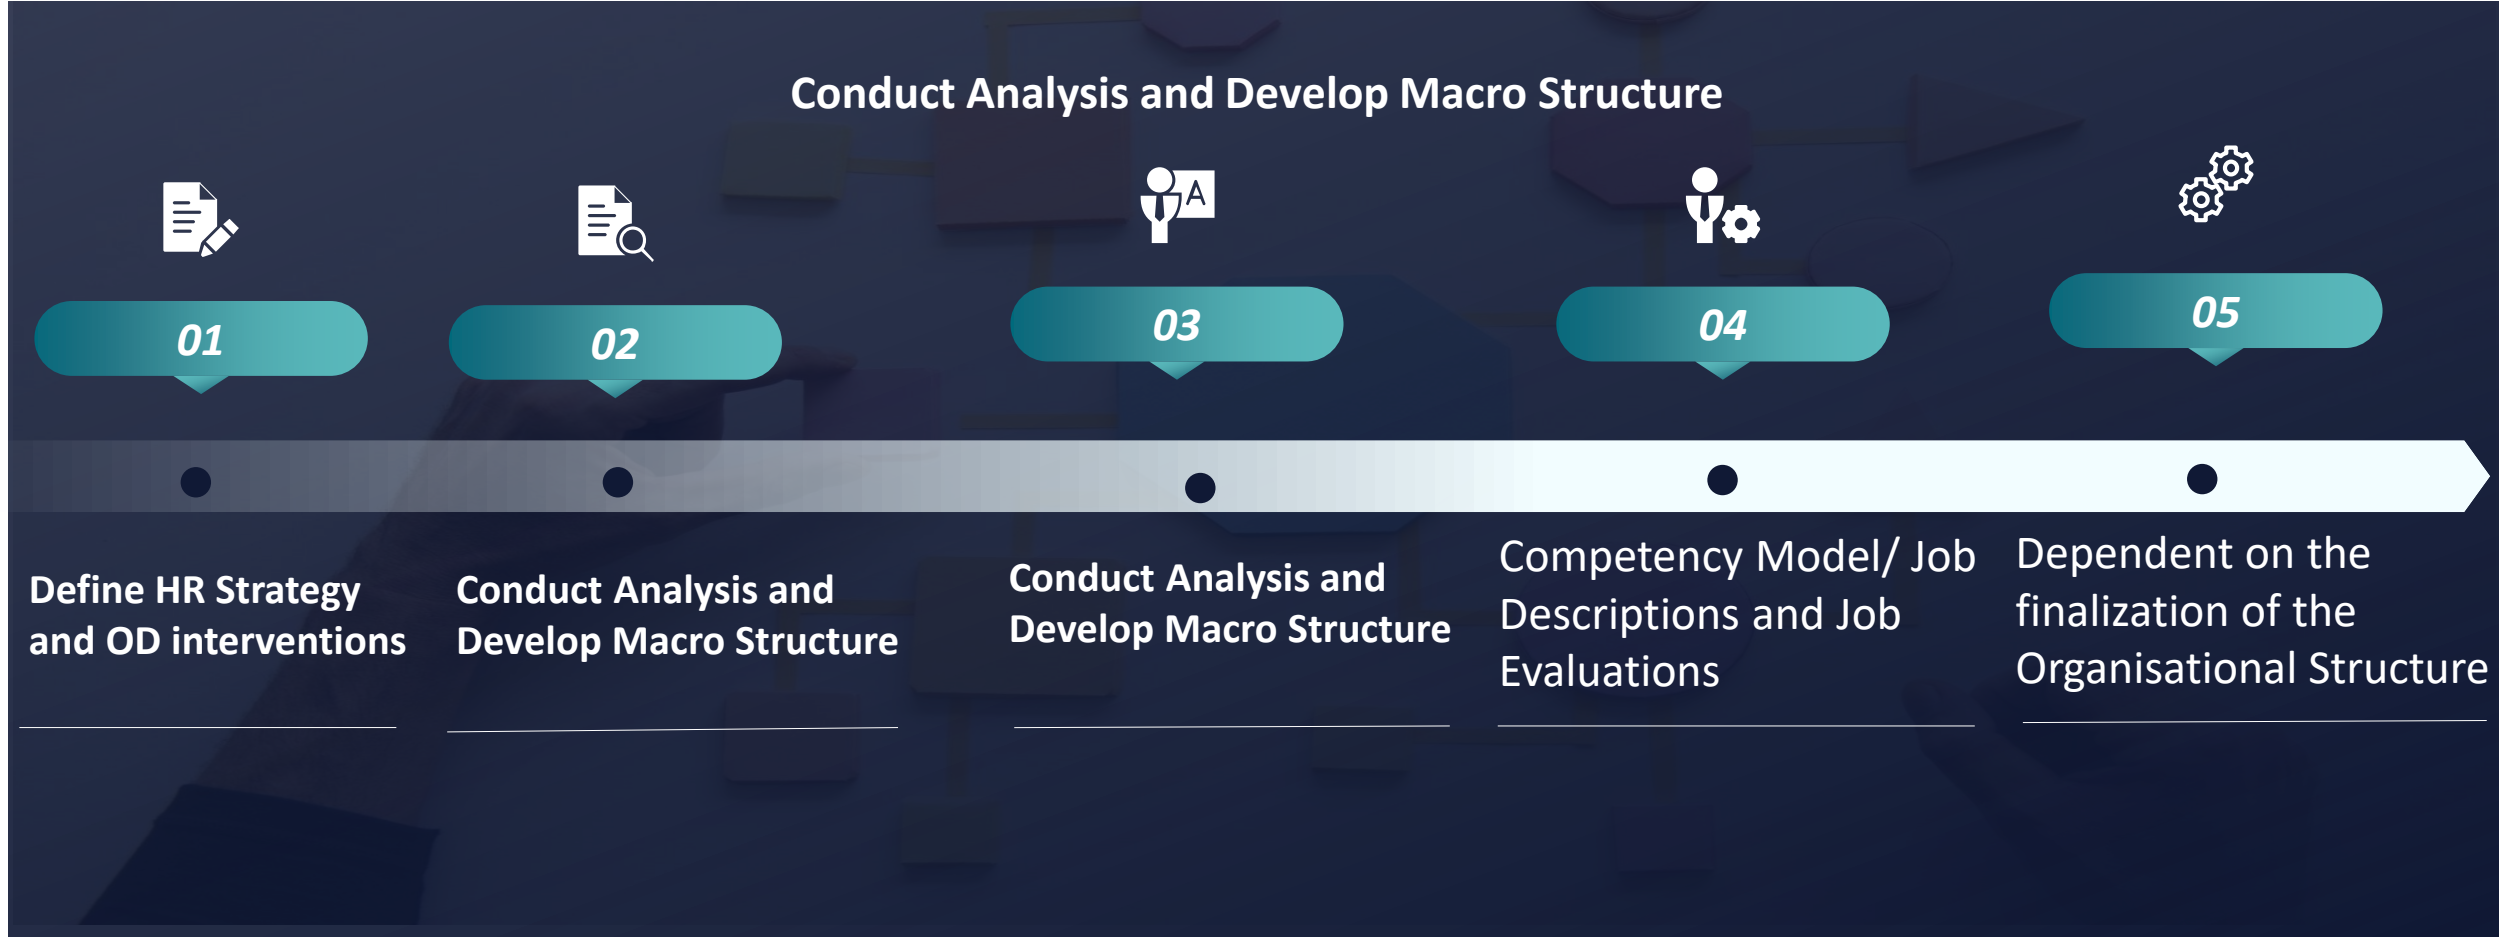 Conduct Analysis and Develop Macro Structure
A
01
02
03
04
05
Define HR Strategy
and OD interventions
Conduct Analysis and
Develop Macro Structure
Conduct Analysis and
Develop Macro Structure
Competency Model/ Job
Descriptions and Job
Evaluations
Dependent on the
finalization of the
Organisational Structure